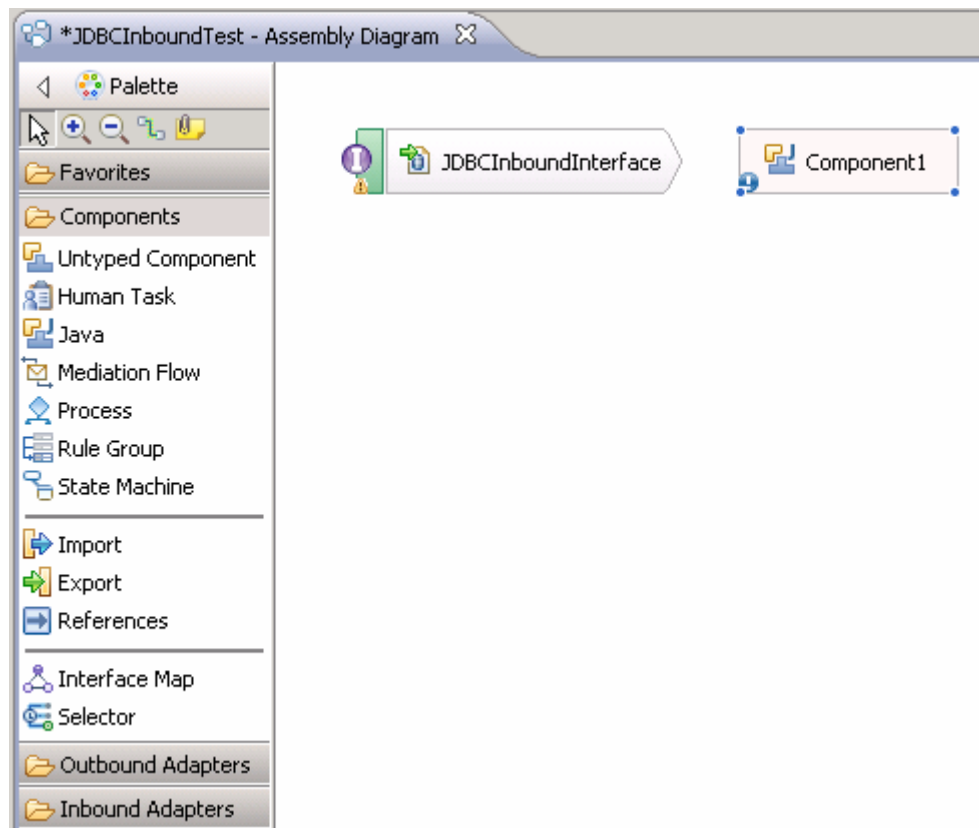 *JDBCInboundTest - Assembly Diagram
Palette
Favorites
Components
Untyped Component
Human Task
Java
Mediation Flow
Process
Rule Group
State Machine
Import
Export
References
Interface Map
Selector
Outbound Adapters
Inbound Adapters
I JDBCInboundInterface
Component1